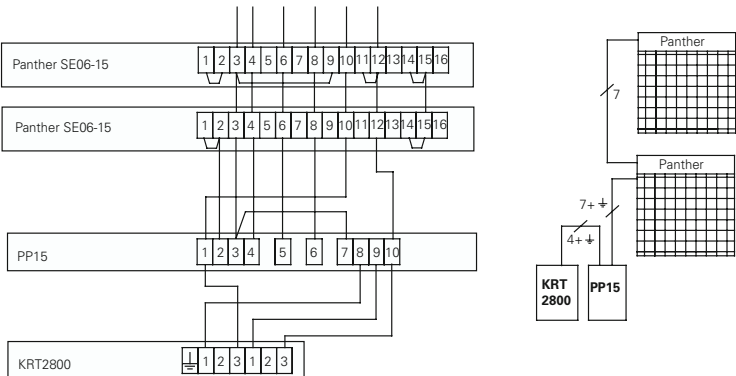 Panther SE06-15
1 2 3 4 5 6 7 8 9 10 11 12 13 14 15 16
Panther SE06-15
1 2 3 4 5 6 7 8 9 10 11 12 13 14 15 16
PP15
1 2 3 4 5 6 7 8 9 10
KRT2800
1 2 3 1 2 3
Panther
7
Panther
7+
4+
KRT
2800
PP15